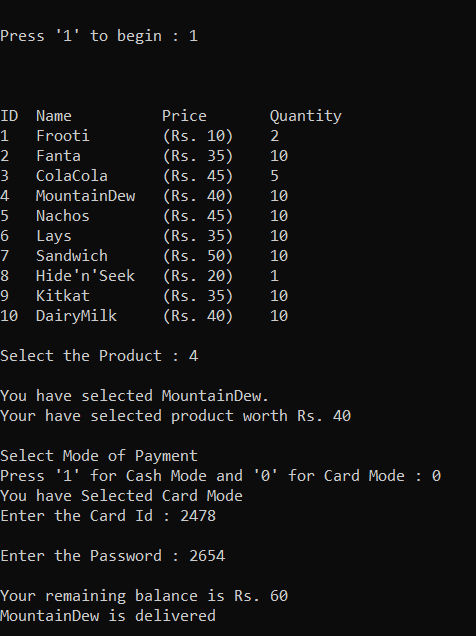 Press '1' to begin : 1
ID Name Price Quantity
1 Frooti (Rs. 10) 2
2 Fanta (Rs. 35) 10
3 ColaCola (Rs. 45) 5
4 MountainDew (Rs. 40) 10
5 Nachos (Rs. 45) 10
6 Lays (Rs. 35) 10
7 Sandwich (Rs. 50) 10
8 Hide'n'Seek (Rs. 20) 1
9 Kitkat (Rs. 35) 10
10 DairyMilk (Rs. 40) 10
Select the Product : 4
You have selected MountainDew.
Your have selected product worth Rs. 40
Select Mode of Payment
Press '1' for Cash Mode and '0' for Card Mode : 0
You have Selected Card Mode
Enter the Card Id : 2478
Enter the Password : 2654
Your remaining balance is Rs. 60
MountainDew is delivered